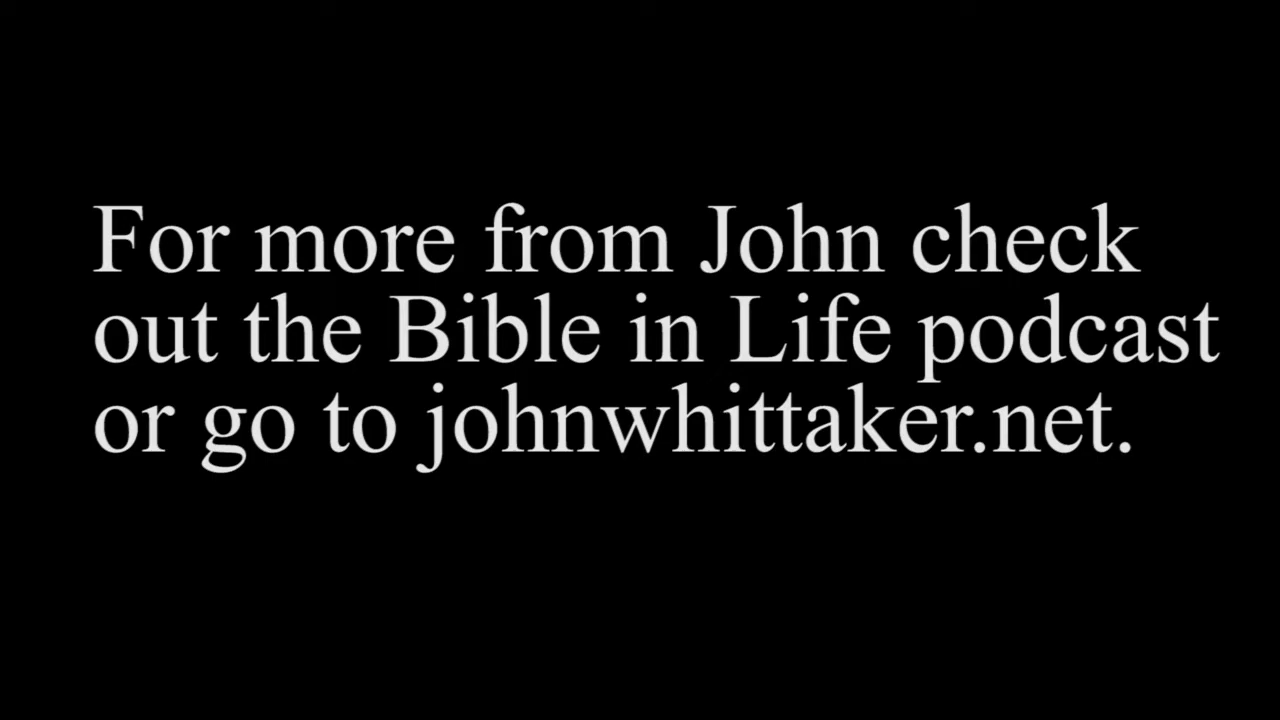 For more from John check
out the Bible in Life podcast
or go to johnwhittaker.net.